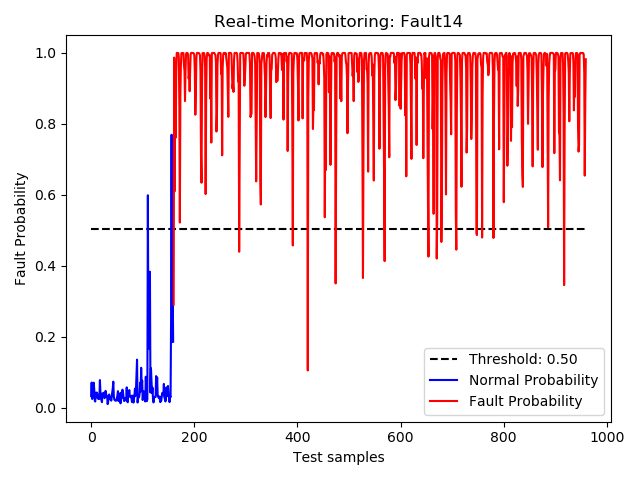 Real-time Monitoring: Fault14
Fault Probability
1.0
0.8
0.6
0.4
0.2
0.0
Threshold: 0.50
Normal Probability
Fault Probability
0
200
400
600
800
1000
Test samples